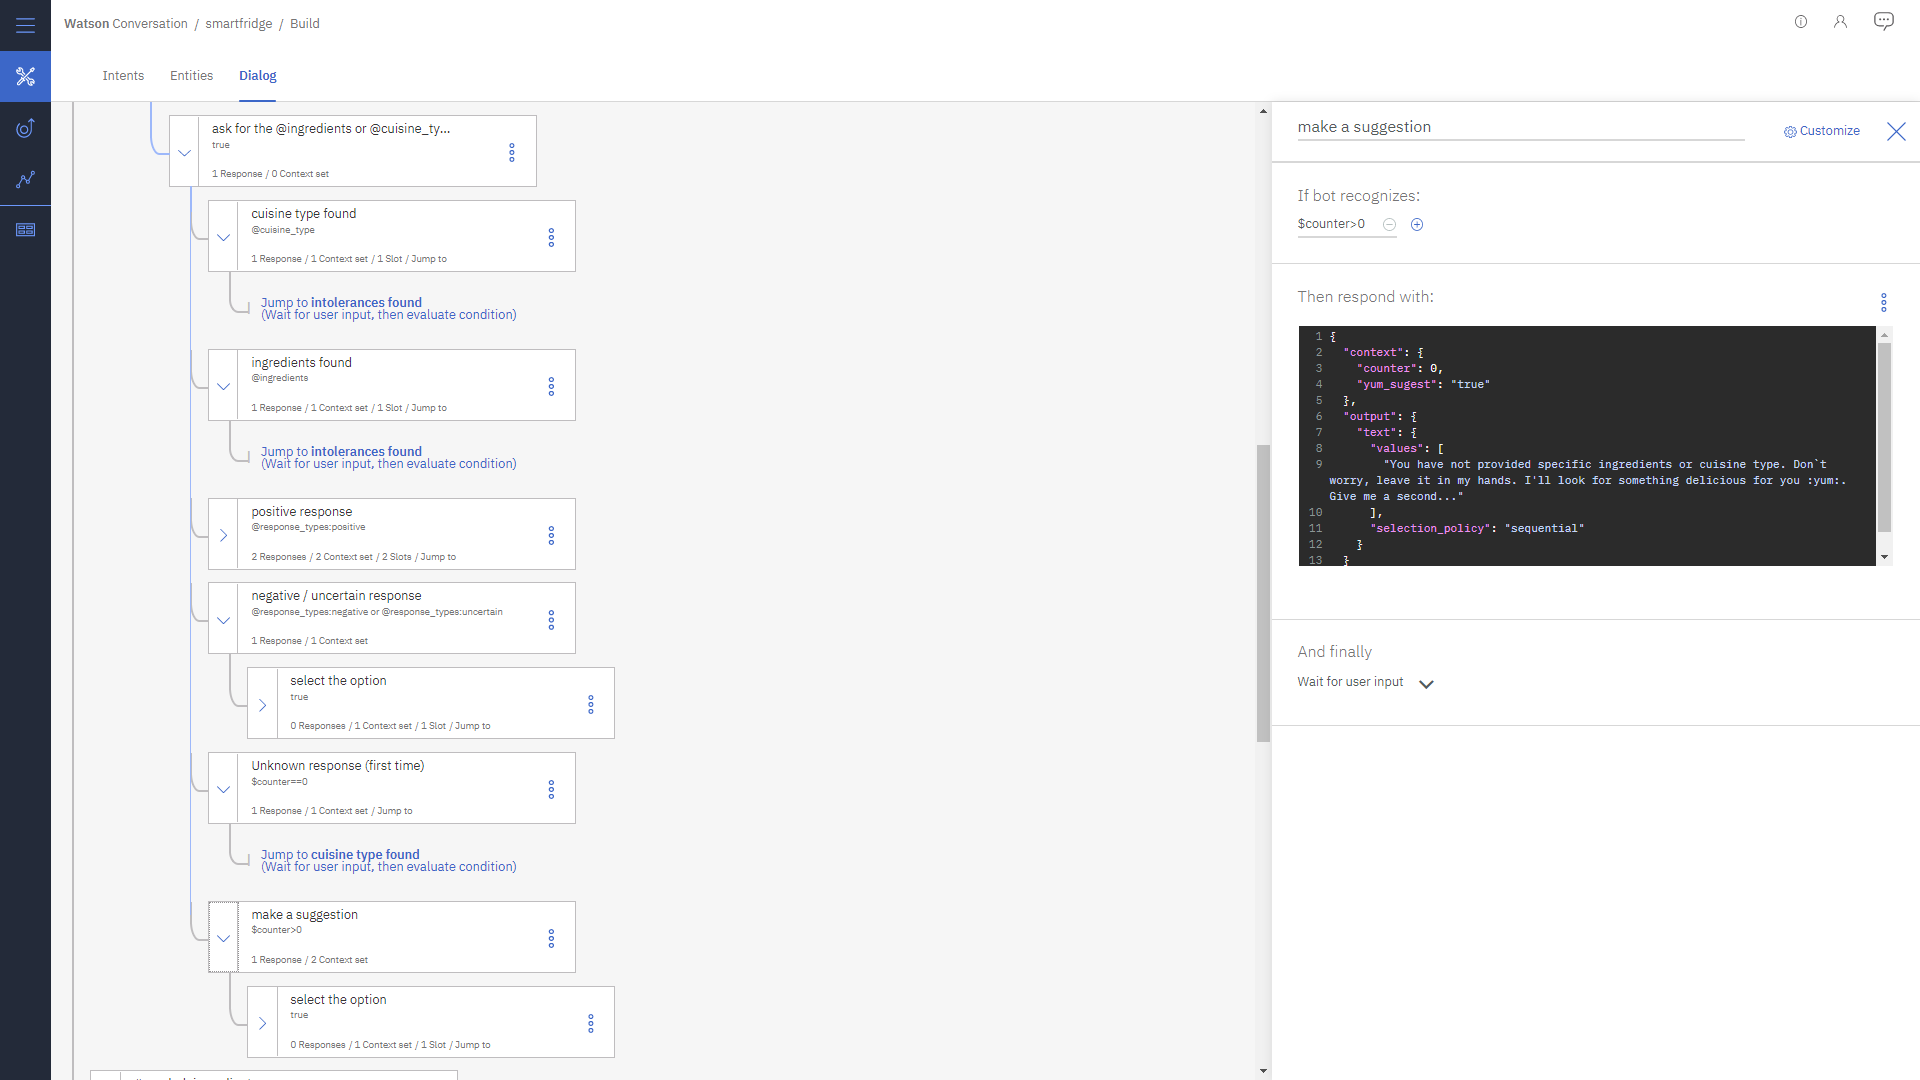 Watson Conversation / smartfridge / Build
Intents
Entities
Dialog
ask for the @ingredients or @cuisine_ty...
true
1 Response / 0 Context set
cuisine type found
@cuisine_type
1 Response / 1 Context set / 1 Slot / Jump to
Jump to intolerances found
(Wait for user input, then evaluate condition)
ingredients found
@ingredients
1 Response / 1 Context set / 1 Slot / Jump to
Jump to intolerances found
(Wait for user input, then evaluate condition)
positive response
@response_types:positive
2 Responses / 2 Context set / 2 Slots / Jump to
negative / uncertain response
@response_types:negative or @response_types:uncertain
1 Response / 1 Context set
select the option
true
0 Responses / 1 Context set / 1 Slot / Jump to
Unknown response (first time)
$counter==0
1 Response / 1 Context set / Jump to
Jump to cuisine type found
(Wait for user input, then evaluate condition)
make a suggestion
$counter>0
1 Response / 2 Context set
select the option
true
0 Responses / 1 Context set / 1 Slot / Jump to
make a suggestion
Customize
If bot recognizes:
$counter>0
Then respond with:
1 {
2 "context": {
3 "counter": 0,
4 "yum_sugest": "true"
5 },
6 "output": {
7 "text": {
8 "values": [
9 "You have not provided specific ingredients or cuisine type. Don`t
worry, leave it in my hands. I'll look for something delicious for you :yum:.
Give me a second..."
10 ],
11 "selection_policy": "sequential"
12 }
13 }
And finally
Wait for user input